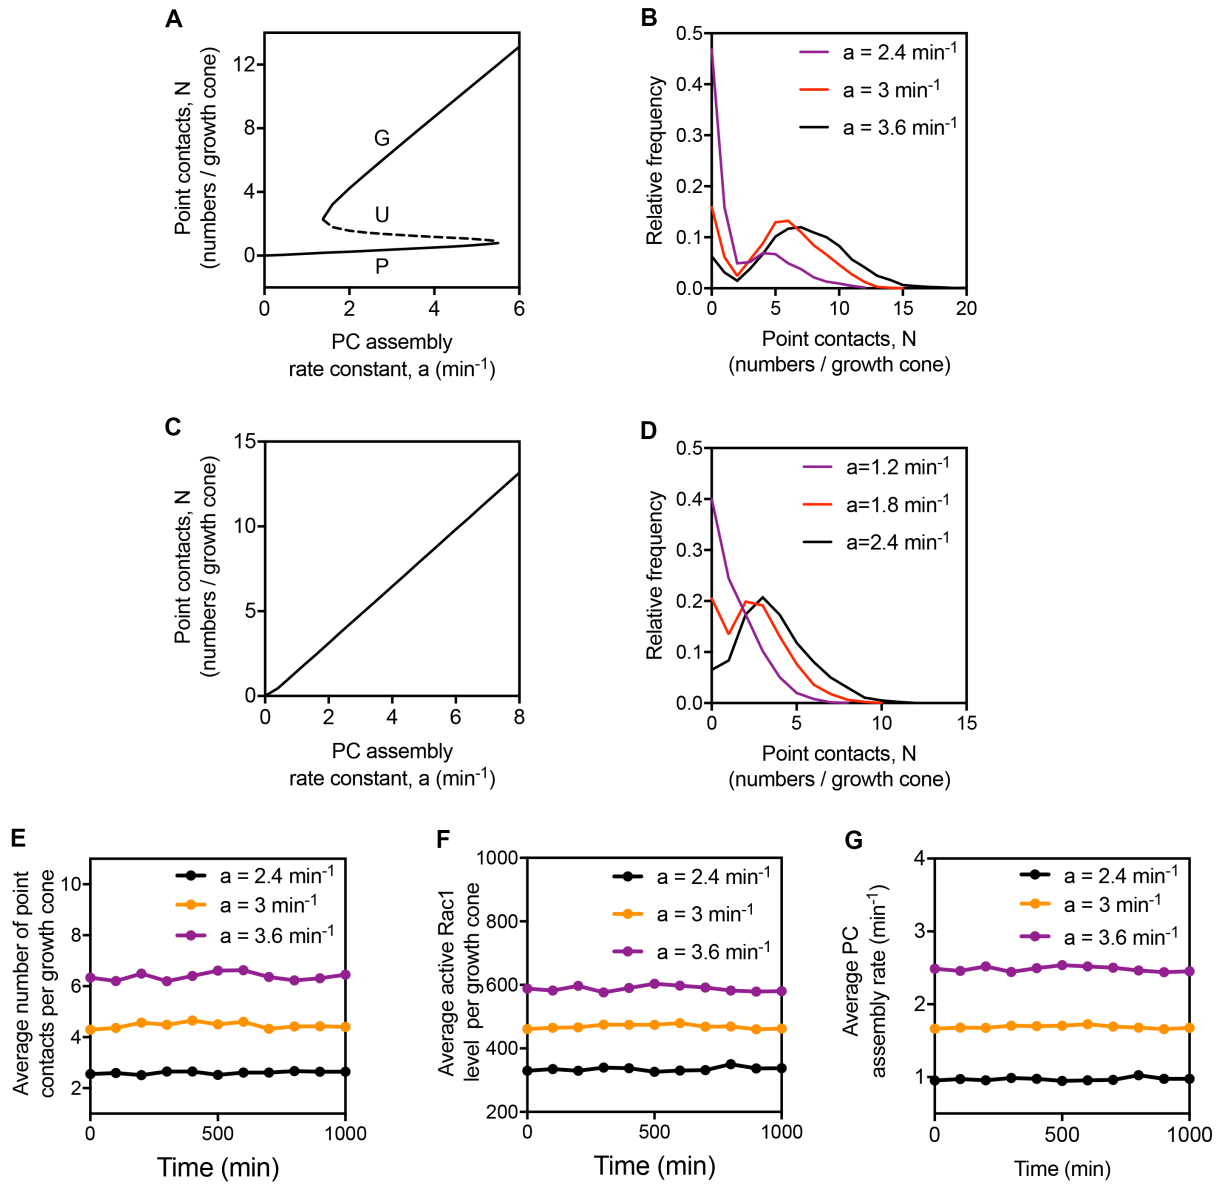 A
Point contacts, N
(numbers / growth cone)
12
8
4
0
G
U
P
0 2 4 6
PC assembly
rate constant, a (min-1)
B
Relative frequency
0.5
0.4
0.3
0.2
0.1
0.0
a = 2.4 min-1
a = 3 min-1
a = 3.6 min-1
0 5 10 15 20
Point contacts, N
(numbers / growth cone)
C
Point contacts, N
(numbers / growth cone)
15
10
5
0
0 2 4 6 8
PC assembly
rate constant, a (min-1)
D
Relative frequency
0.5
0.4
0.3
0.2
0.1
0.0
a=1.2 min-1
a=1.8 min-1
a=2.4 min-1
0 5 10 15
Point contacts, N
(numbers / growth cone)
E
Average number of point
contacts per growth cone
10
8
6
4
2
a = 2.4 min-1
a = 3 min-1
a = 3.6 min-1
0 500 1000
Time (min)
F
Average active Rac1
level per growth cone
1000
800
600
400
200
a = 2.4 min-1
a = 3 min-1
a = 3.6 min-1
0 500 1000
Time (min)
G
Average PC
assembly rate (min-1)
4
3
2
1
a = 2.4 min-1
a = 3 min-1
a = 3.6 min-1
0 500 1000
Time (min)